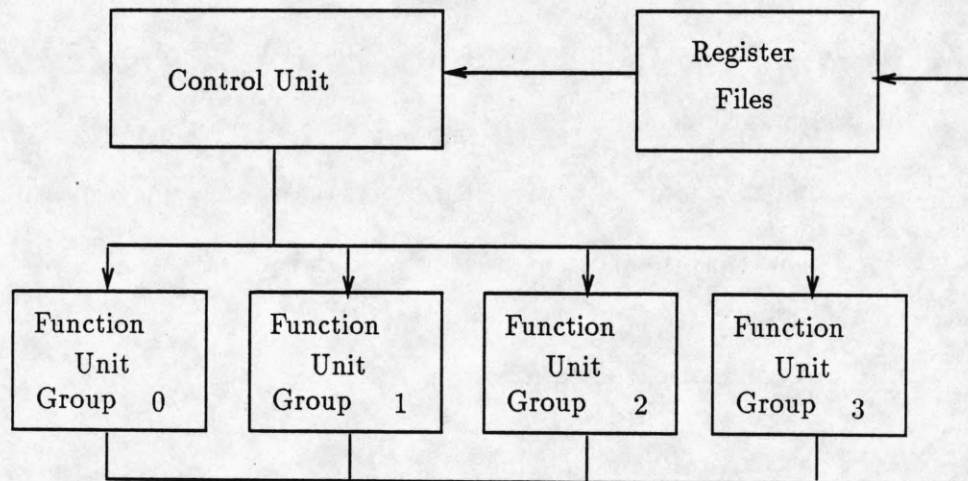 Control Unit
Register
Files
Function
Unit
Group 0
Function
Unit
Group 1
Function
Unit
Group 2
Function
Unit
Group 3